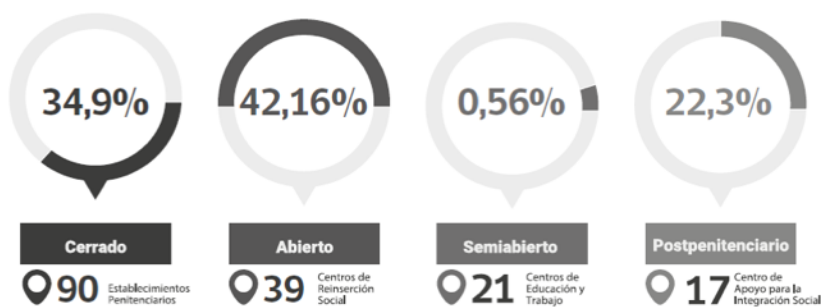 34,9%
42,16%
0,56%
22,3%
Cerrado
Abierto
Semiabierto
Postpenitenciario
90 Establecimientos
Penitenciarios
39 Centros de
Reinserción
Social
21 Centros de
Educación y
Trabajo
17 Centro de
Apoyo para la
Integración Social